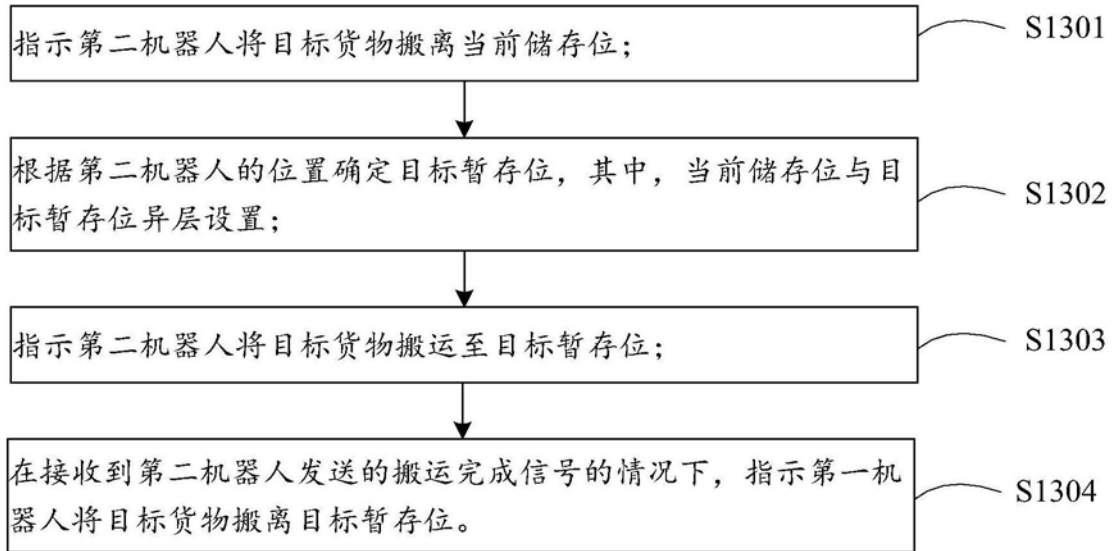 指示第二机器人将目标货物搬离当前储存位；
S1301
根据第二机器人的位置确定目标暂存位，其中，当前储存位与目
标暂存位异层设置；
S1302
指示第二机器人将目标货物搬运至目标暂存位；
S1303
在接收到第二机器人发送的搬运完成信号的情况下，指示第一机
器人将目标货物搬离目标暂存位。
S1304